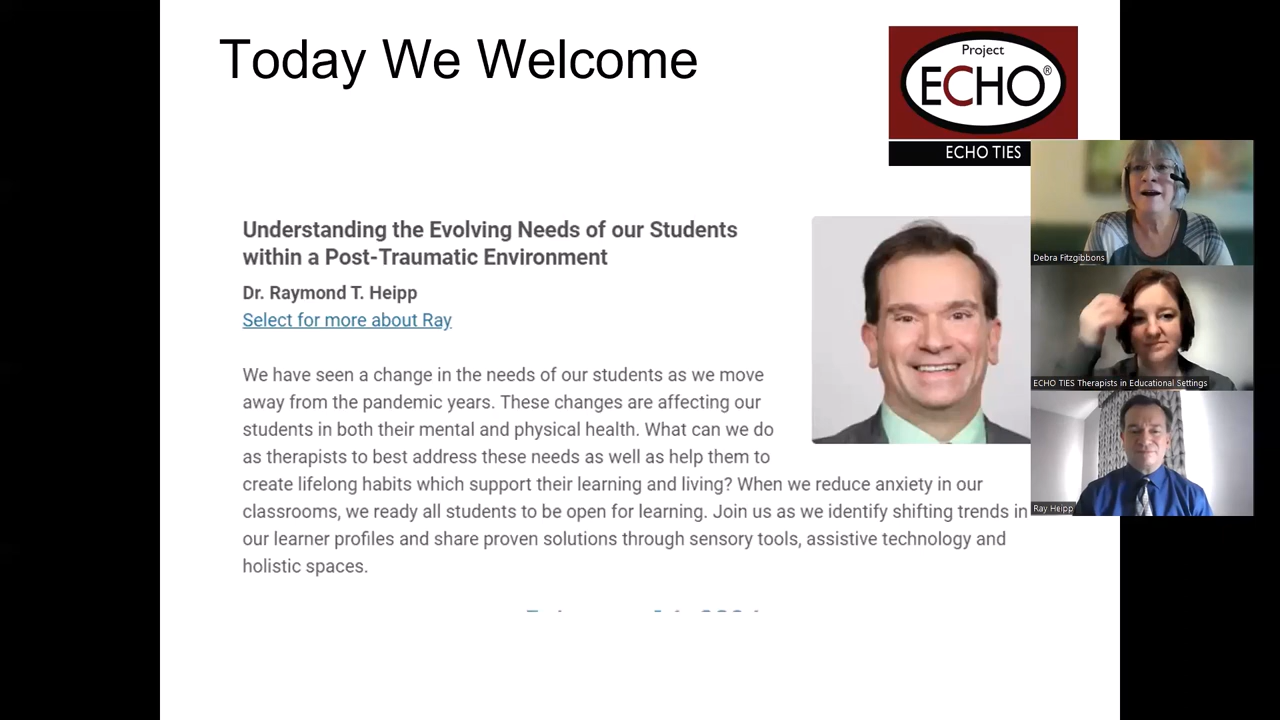 Today We Welcome
Project
ECHO®
ECHO TIES
Understanding the Evolving Needs of our Students
within a Post-Traumatic Environment
Dr. Raymond T. Heipp
Select for more about Ray
We have seen a change in the needs of our students as we move
away from the pandemic years. These changes are affecting our
students in both their mental and physical health. What can we do
as therapists to best address these needs as well as help them to
create lifelong habits which support their learning and living? When we reduce anxiety in our
classrooms, we ready all students to be open for learning. Join us as we identify shifting trends in
our learner profiles and share proven solutions through sensory tools, assistive technology and
holistic spaces.
Debra Fitzgibbons
ECHO TIES Therapists in Educational Settings
Ray Heipp